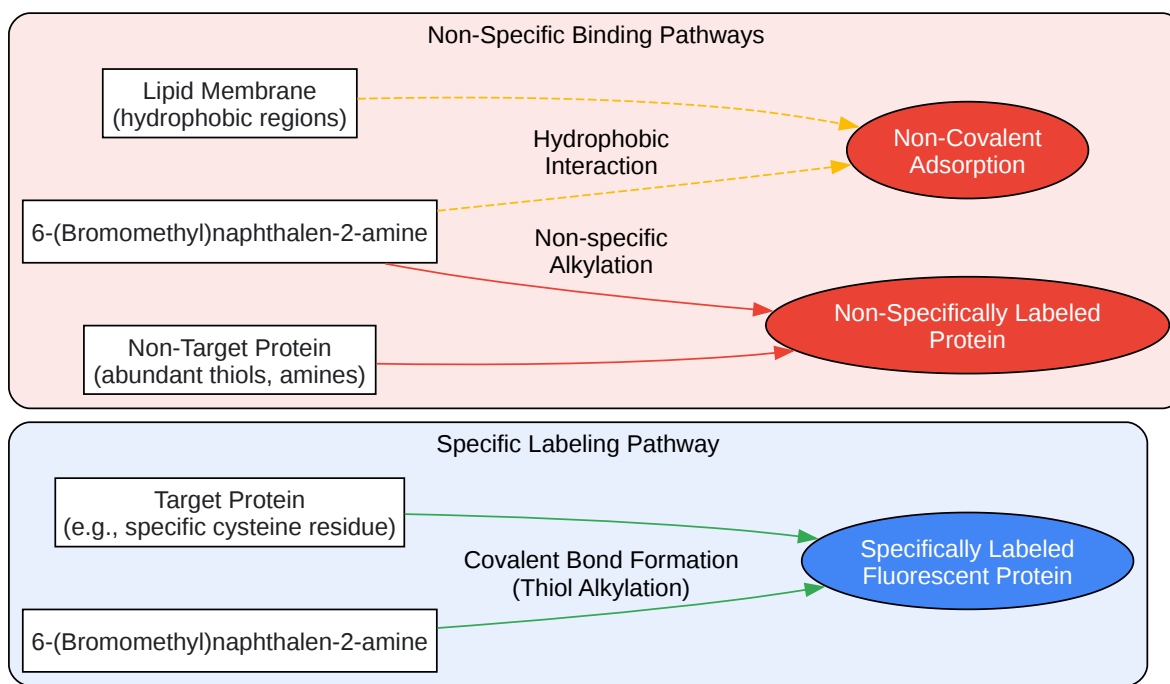 Non-Specific Binding Pathways
Lipid Membrane
(hydrophobic regions)
Hydrophobic
Interaction
Non-Covalent
Adsorption
6-(Bromomethyl)naphthalen-2-amine
Non-specific
Alkylation
Non-Specifically Labeled
Protein
Non-Target Protein
(abundant thiols, amines)
Specific Labeling Pathway
Target Protein
(e.g., specific cysteine residue)
Covalent Bond Formation
(Thiol Alkylation)
Specifically Labeled
Fluorescent Protein
6-(Bromomethyl)naphthalen-2-amine